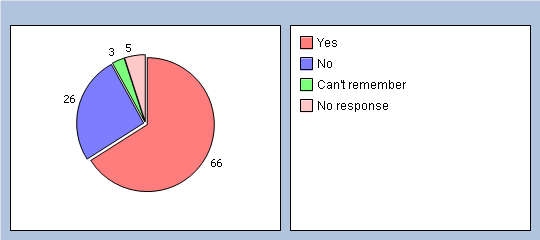 3
5
26
66
Yes
No
Can't remember
No response